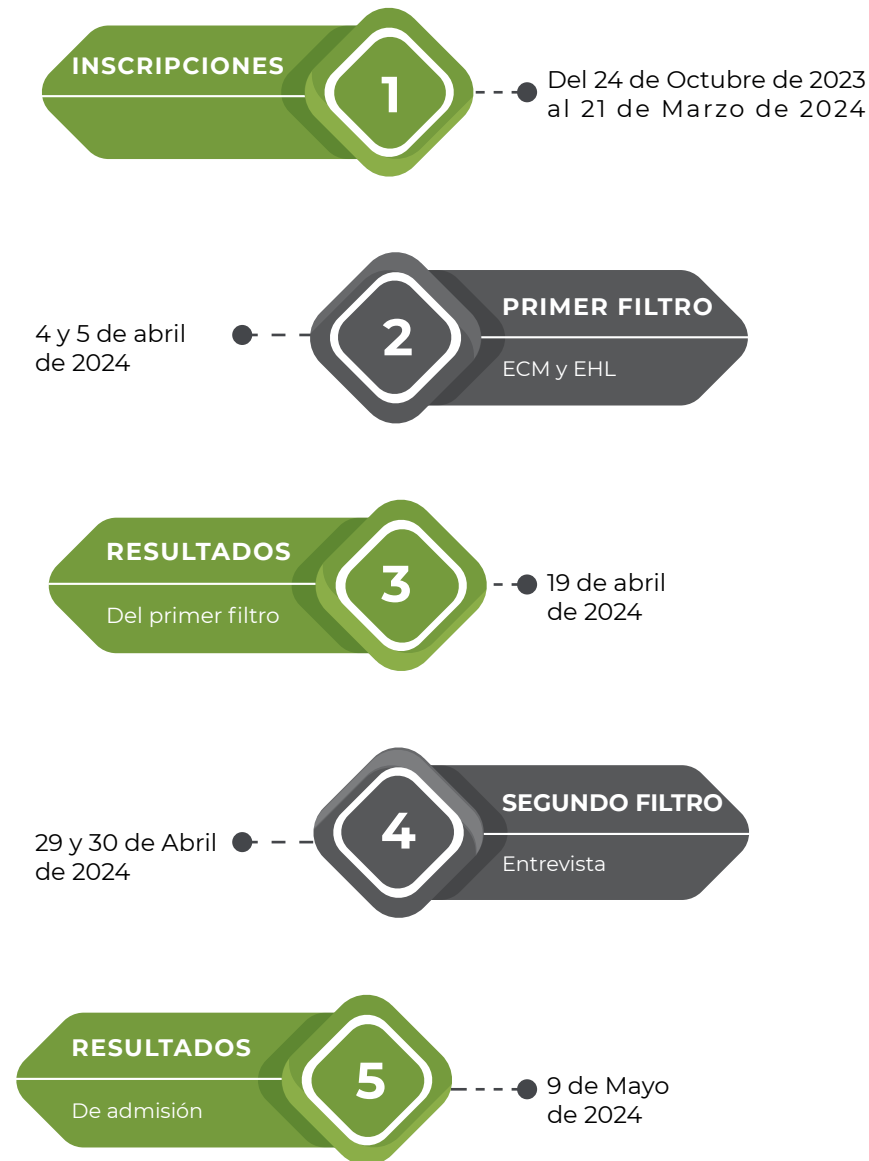 INSCRIPCIONES
1
Del 24 de Octubre de 2023
al 21 de Marzo de 2024
4 y 5 de abril
de 2024
2
PRIMER FILTRO
ECM y EHL
RESULTADOS
Del primer filtro
3
19 de abril
de 2024
29 y 30 de Abril
de 2024
4
SEGUNDO FILTRO
Entrevista
RESULTADOS
De admisión
5
9 de Mayo
de 2024